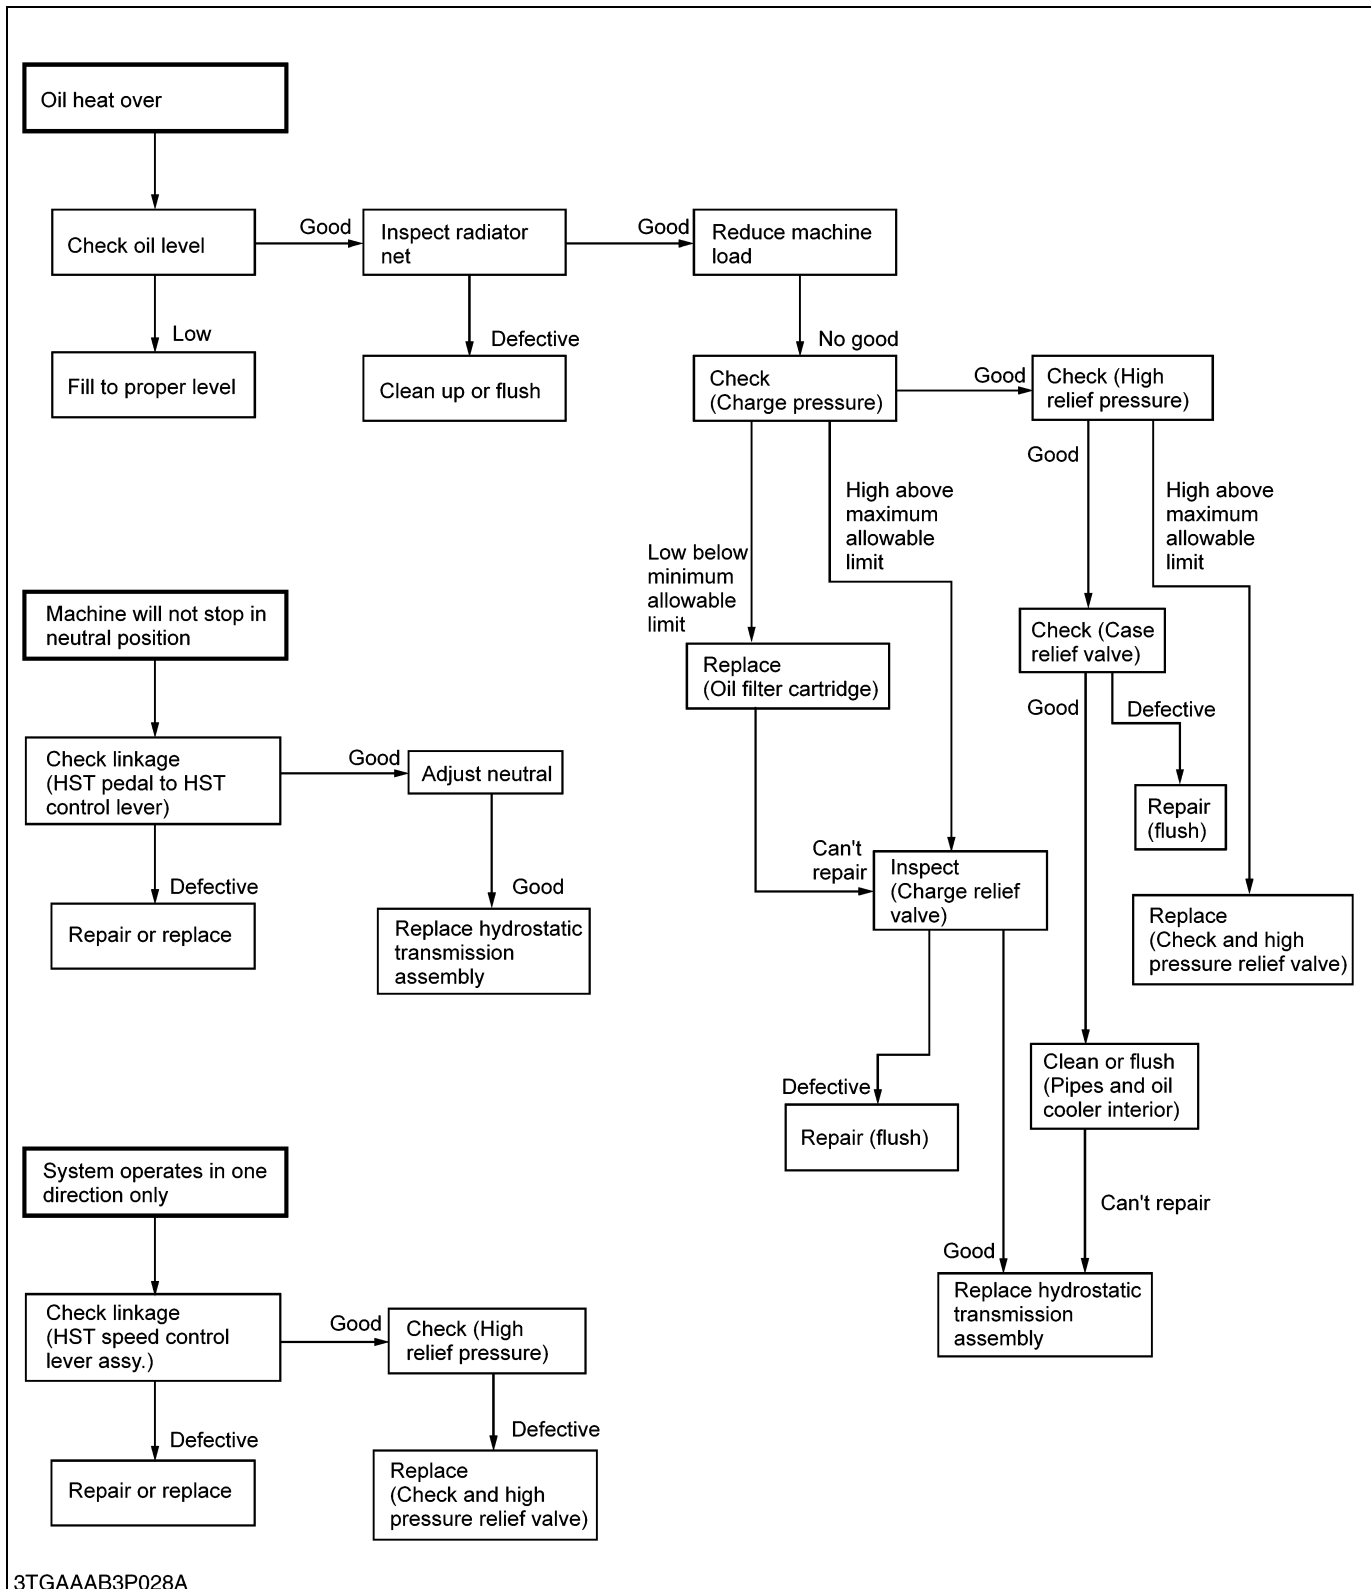 Oil heat over
Check oil level
Good
Inspect radiator
net
Good
Reduce machine
load
Low
Fill to proper level
Defective
Clean up or flush
No good
Check
(Charge pressure)
Good
Check (High
relief pressure)
Low below
minimum
allowable
limit
High above
maximum
allowable
limit
Good
High above
maximum
allowable
limit
Replace
(Oil filter cartridge)
Check (Case
relief valve)
Good
Defective
Repair
(flush)
Can't
repair
Inspect
(Charge relief
valve)
Replace
(Check and high
pressure relief valve)
Defective
Repair (flush)
Clean or flush
(Pipes and oil
cooler interior)
Can't repair
Good
Replace hydrostatic
transmission
assembly
Machine will not stop in
neutral position
Check linkage
(HST pedal to HST
control lever)
Good
Adjust neutral
Defective
Repair or replace
Good
Replace hydrostatic
transmission
assembly
System operates in one
direction only
Check linkage
(HST speed control
lever assy.)
Good
Check (High
relief pressure)
Defective
Repair or replace
Defective
Replace
(Check and high
pressure relief valve)
3TGAAAB3P028A